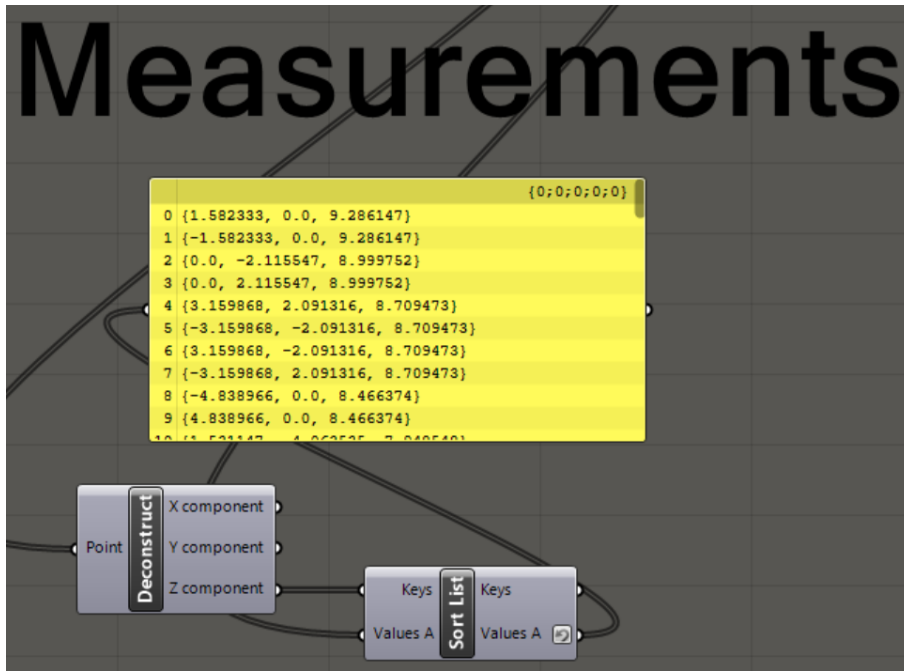 Measurements
{0;0;0;0;0}
0 {1.582333, 0.0, 9.286147}
1 {-1.582333, 0.0, 9.286147}
2 {0.0, -2.115547, 8.999752}
3 {0.0, 2.115547, 8.999752}
4 {3.159868, 2.091316, 8.709473}
5 {-3.159868, -2.091316, 8.709473}
6 {3.159868, -2.091316, 8.709473}
7 {-3.159868, 2.091316, 8.709473}
8 {-4.838966, 0.0, 8.466374}
9 {4.838966, 0.0, 8.466374}
Point
Deconstruct
X component
Y component
Z component
Keys
Values A
Sort List
Keys
Values A